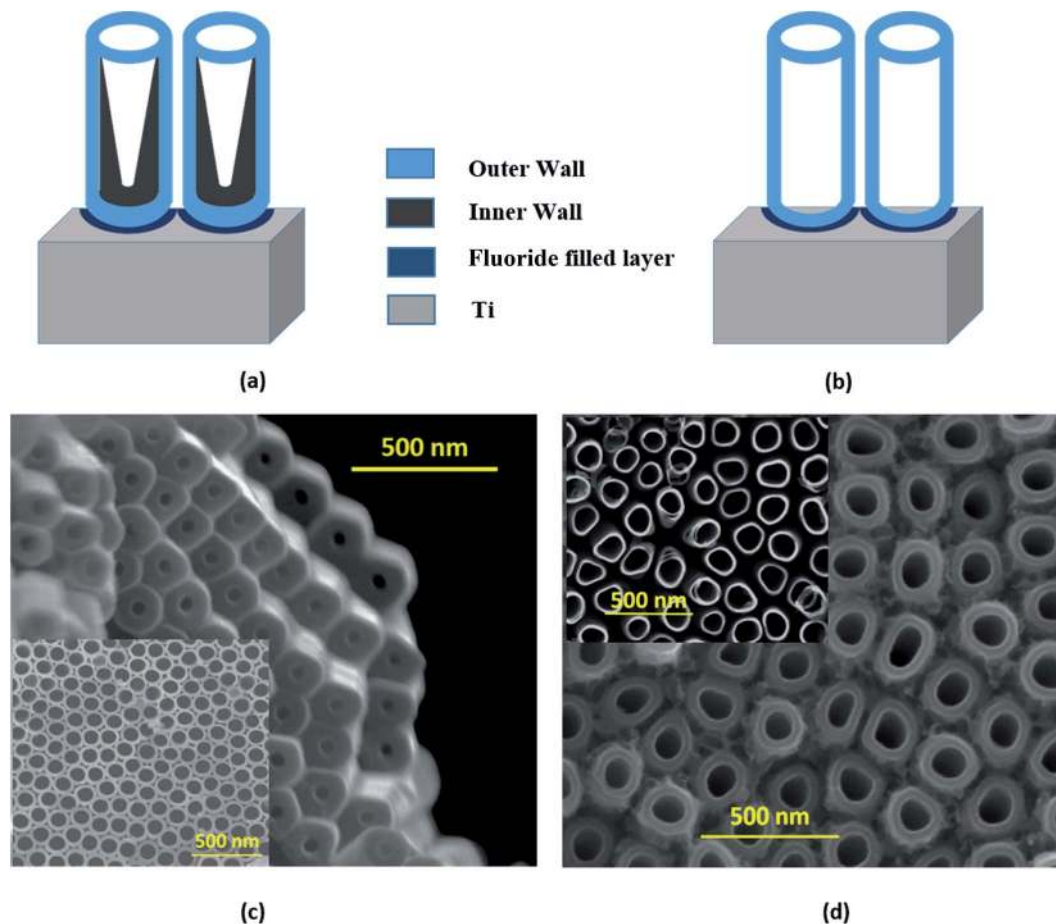 Outer Wall
Inner Wall
Fluoride filled layer
Ti
(a)
(b)
500 nm
500 nm
500 nm
500 nm
(c)
(d)